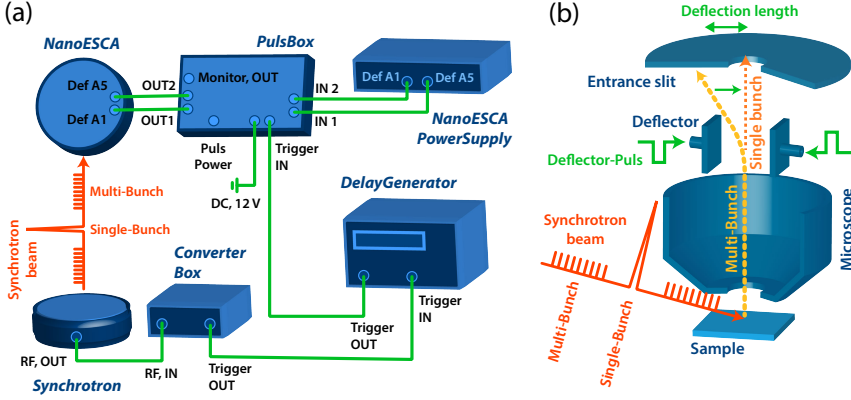 (a)
NanoESCA
PulsBox
Def A5
Def A1
OUT2
OUT1
Monitor, OUT
IN 2
IN 1
Def A1
Def A5
NanoESCA
PowerSupply
Puls
Power
Trigger
IN
DC, 12 V
Multi-Bunch
Single-Bunch
Synchrotron
beam
Converter
Box
DelayGenerator
Trigger
OUT
Trigger
IN
RF, OUT
Synchrotron
RF, IN
Trigger
OUT
(b)
Deflection length
Entrance slit
Deflector
Single bunch
Deflector-Puls
Multi-Bunch
Microscope
Synchrotron
beam
Multi-Bunch
Single-Bunch
Sample